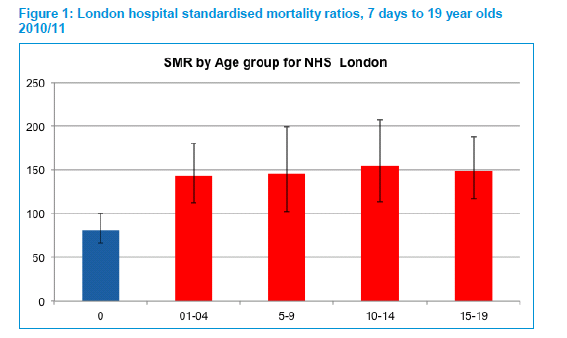 Figure 1: London hospital standardised mortality ratios, 7 days to 19 year olds
2010/11
SMR by Age group for NHS London
250
200
150
100
50
0
0 01-04 5-9 10-14 15-19